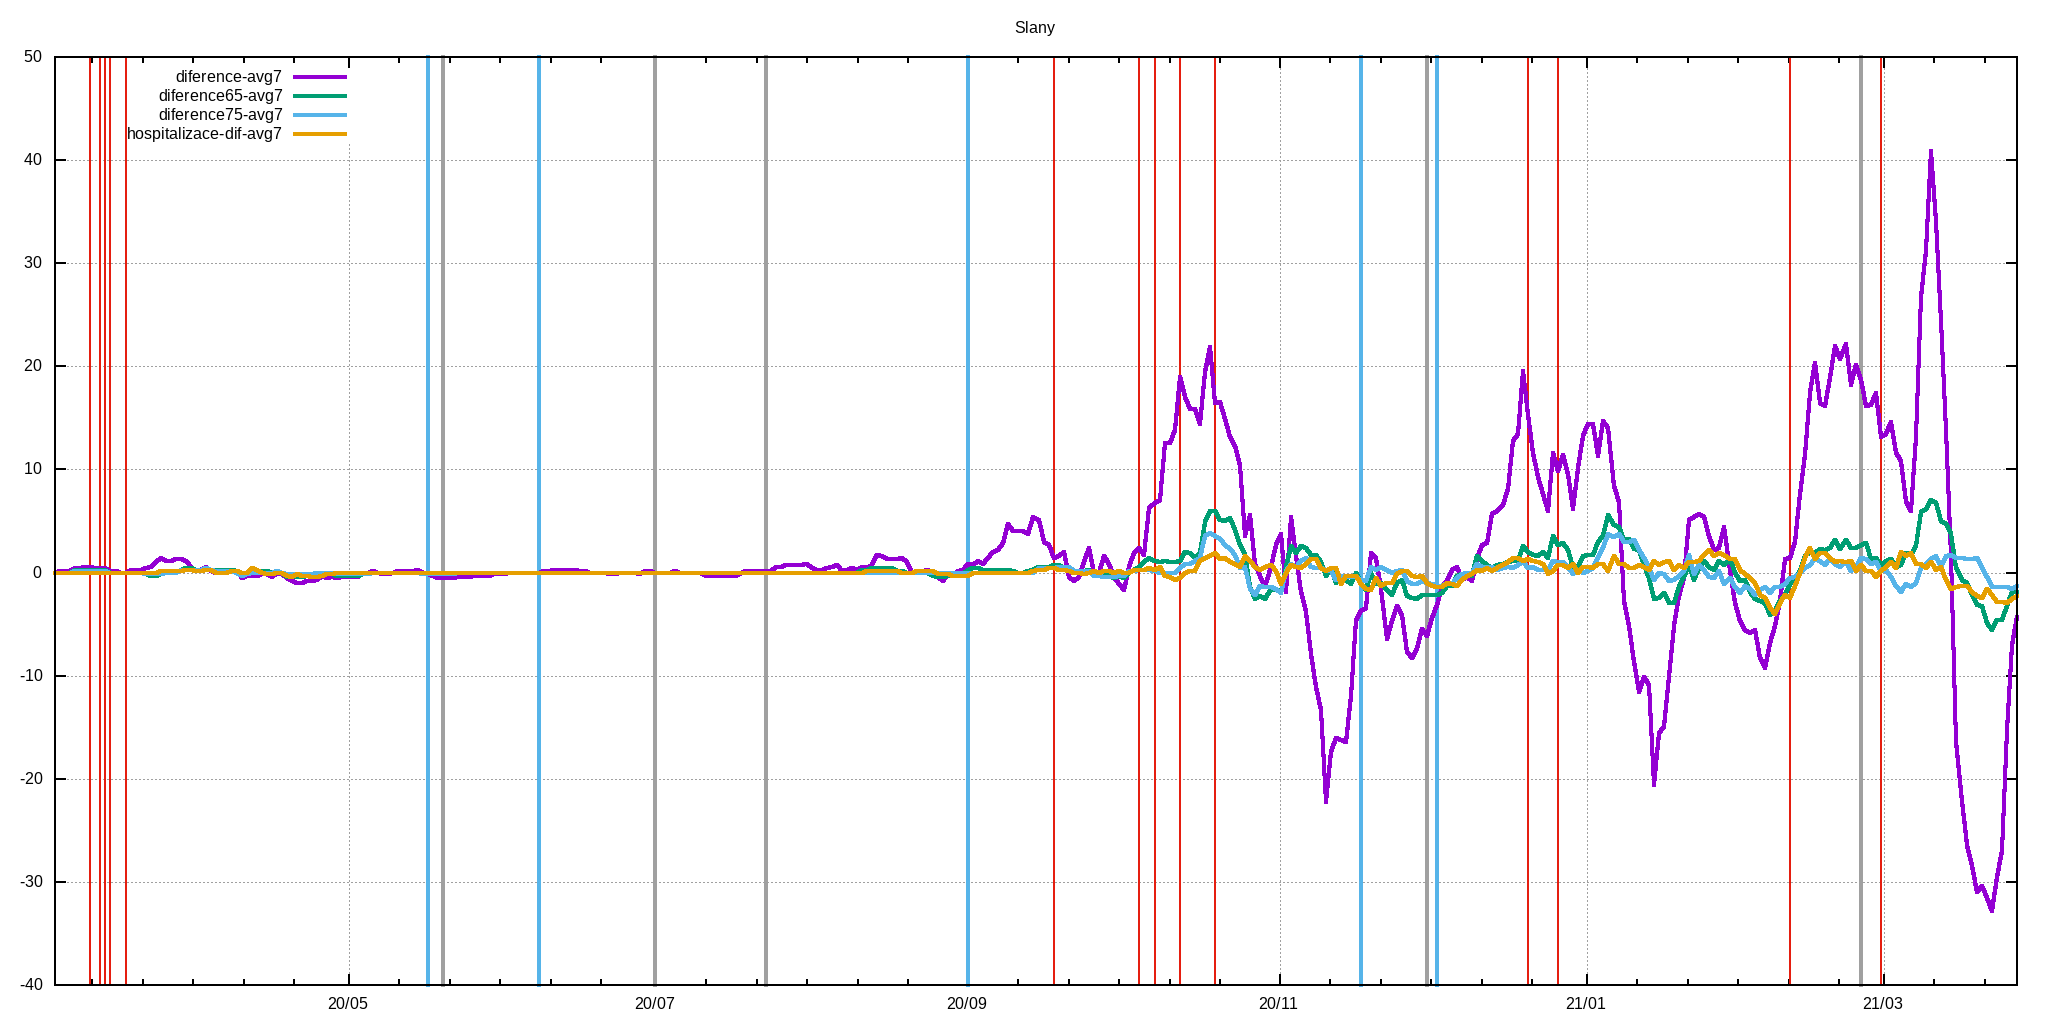 Slany
50
40
30
20
10
0
-10
-20
-30
-40
diference-avg7
diference65-avg7
diference75-avg7
hospitalizace-dif-avg7
20/05 20/07 20/09 20/11 21/01 21/03